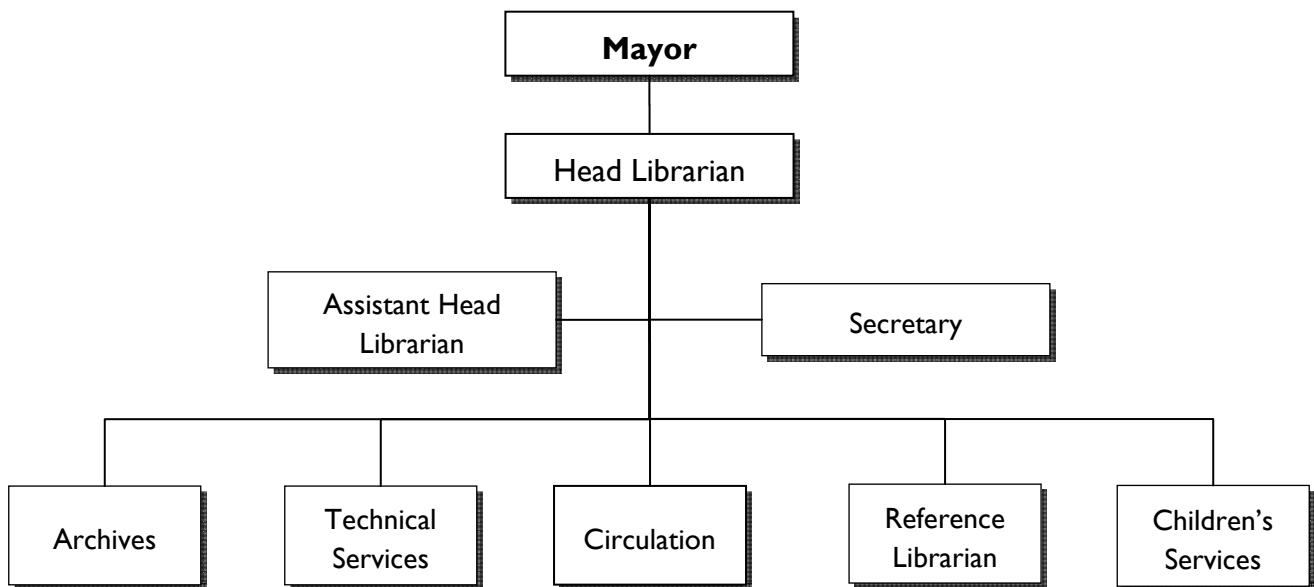 Mayor
Head Librarian
Assistant Head
Librarian
Secretary
Archives
Technical
Services
Circulation
Reference
Librarian
Children’s
Services